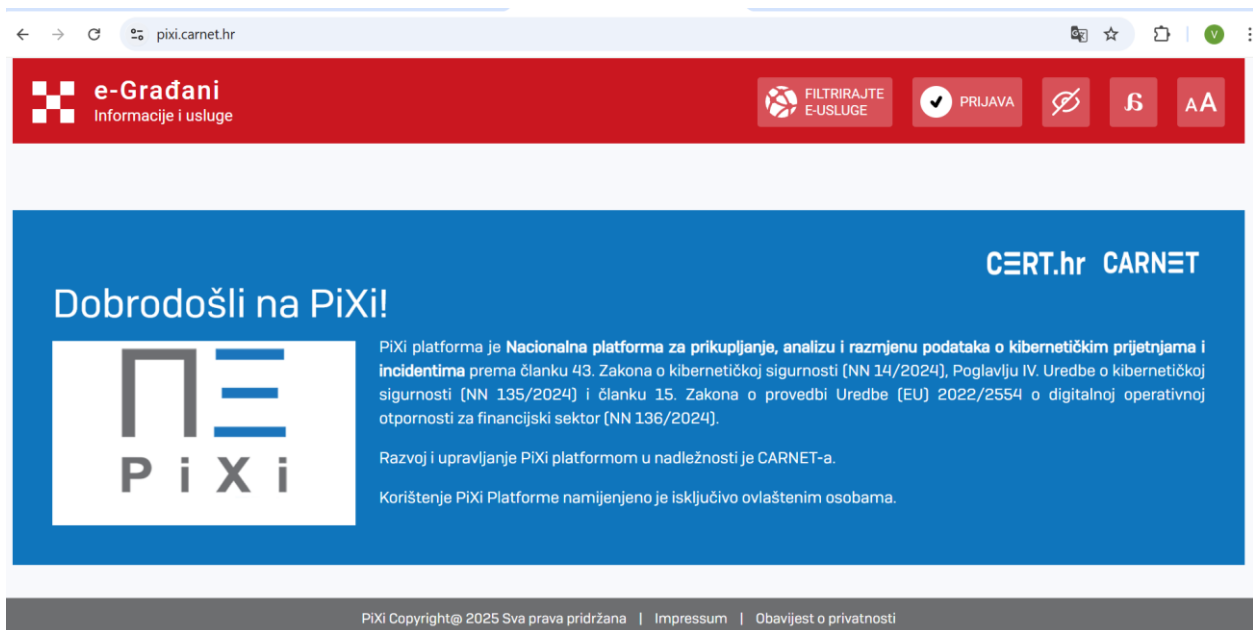 pixi.carnet.hr
V
e-Građani
Informacije i usluge
FILTRIRAJTE
E-USLUGE
PRIJAVA
AA
CERT.hr CARNET
Dobrodošli na PiXi!
PiXi
PiXi platforma je Nacionalna platforma za prikupljanje, analizu i razmjenu podataka o kibernetičkim prijetnjama i
incidentima prema članku 43. Zakona o kibernetičkoj sigurnosti (NN 14/2024), Poglavlju IV. Uredbe o kibernetičkoj
sigurnosti (NN 135/2024) i članku 15. Zakona o provedbi Uredbe (EU) 2022/2554 o digitalnoj operativnoj
otpornosti za financijski sektor (NN 136/2024).
Razvoj i upravljanje PiXi platformom u nadležnosti je CARNET-a.
Korištenje PiXi Platforme namijenjeno je isključivo ovlaštenim osobama.
PiXi Copyright@ 2025 Sva prava pridržana | Impressum | Obavijest o privatnosti